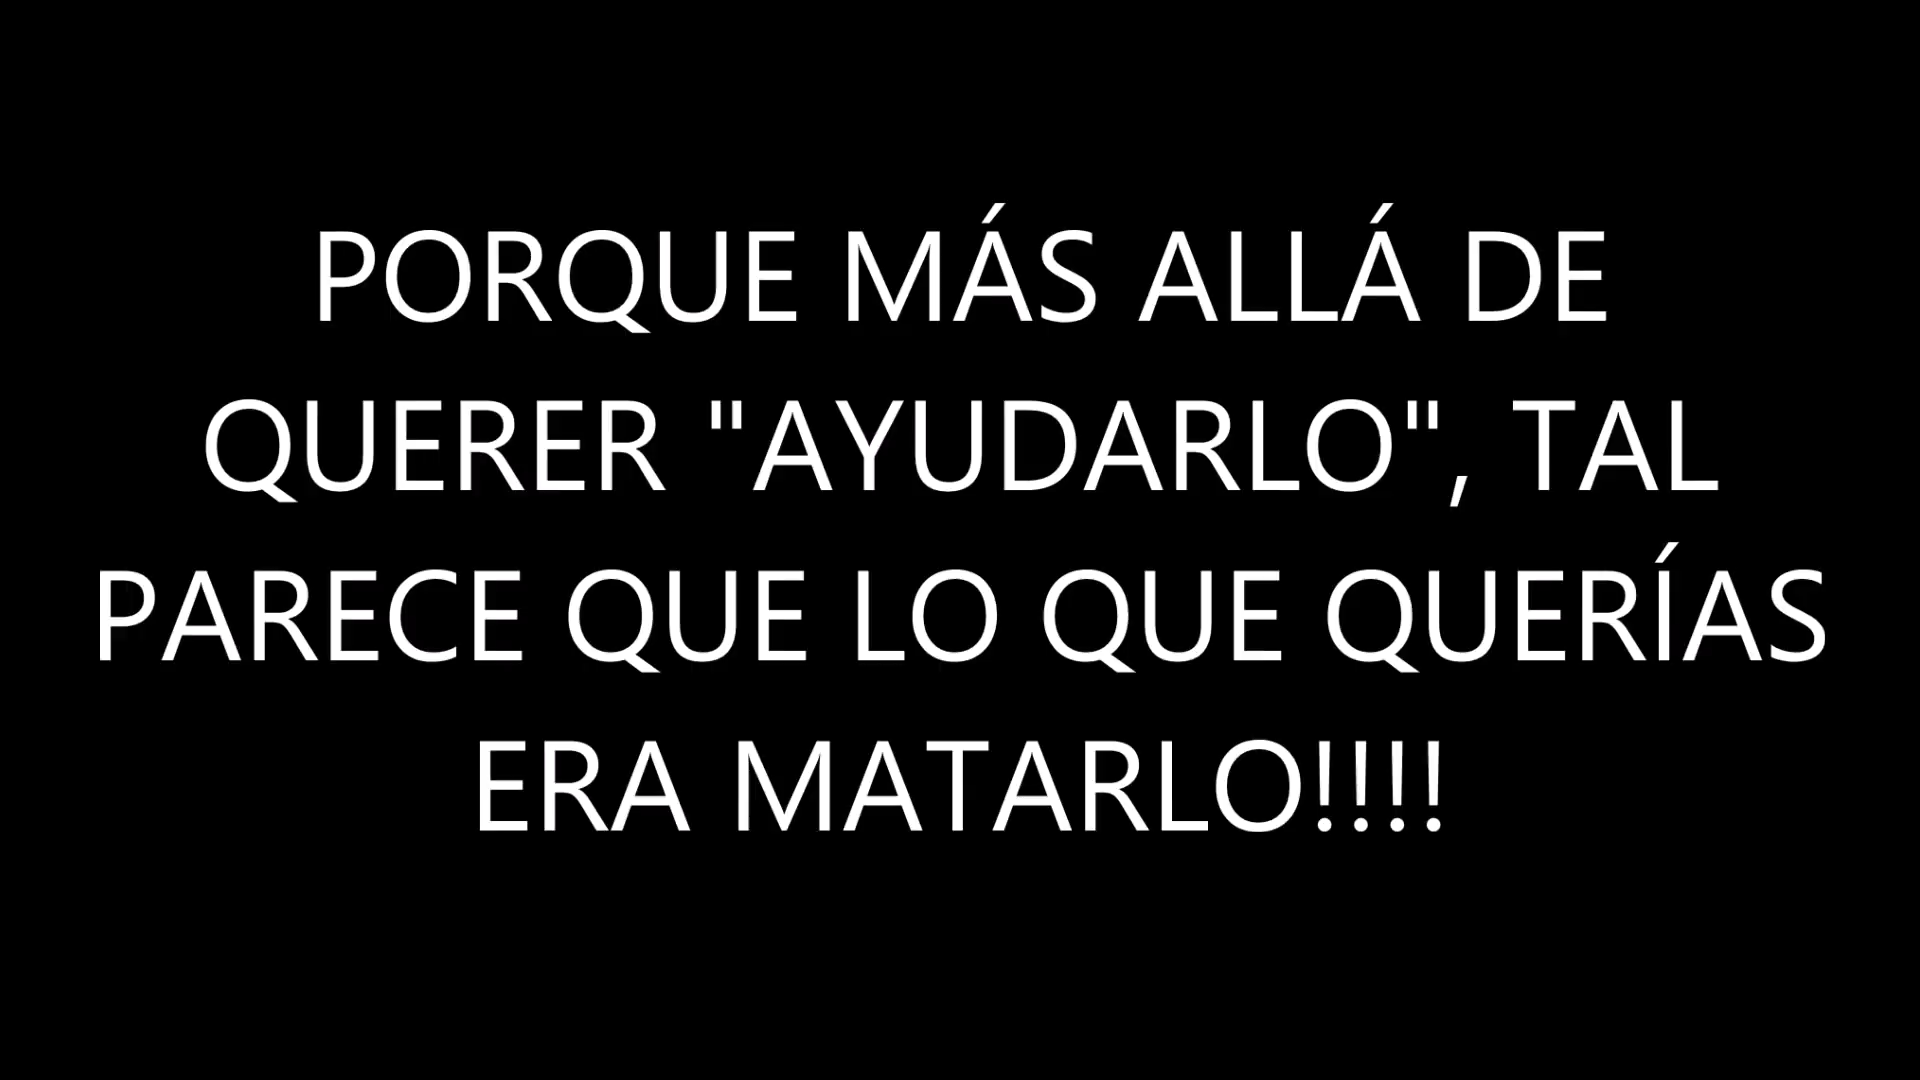 PORQUE MÁS ALLÁ DE
QUERER "AYUDARLO", TAL
PARECE QUE LO QUE QUERÍAS
ERA MATARLO!!!!